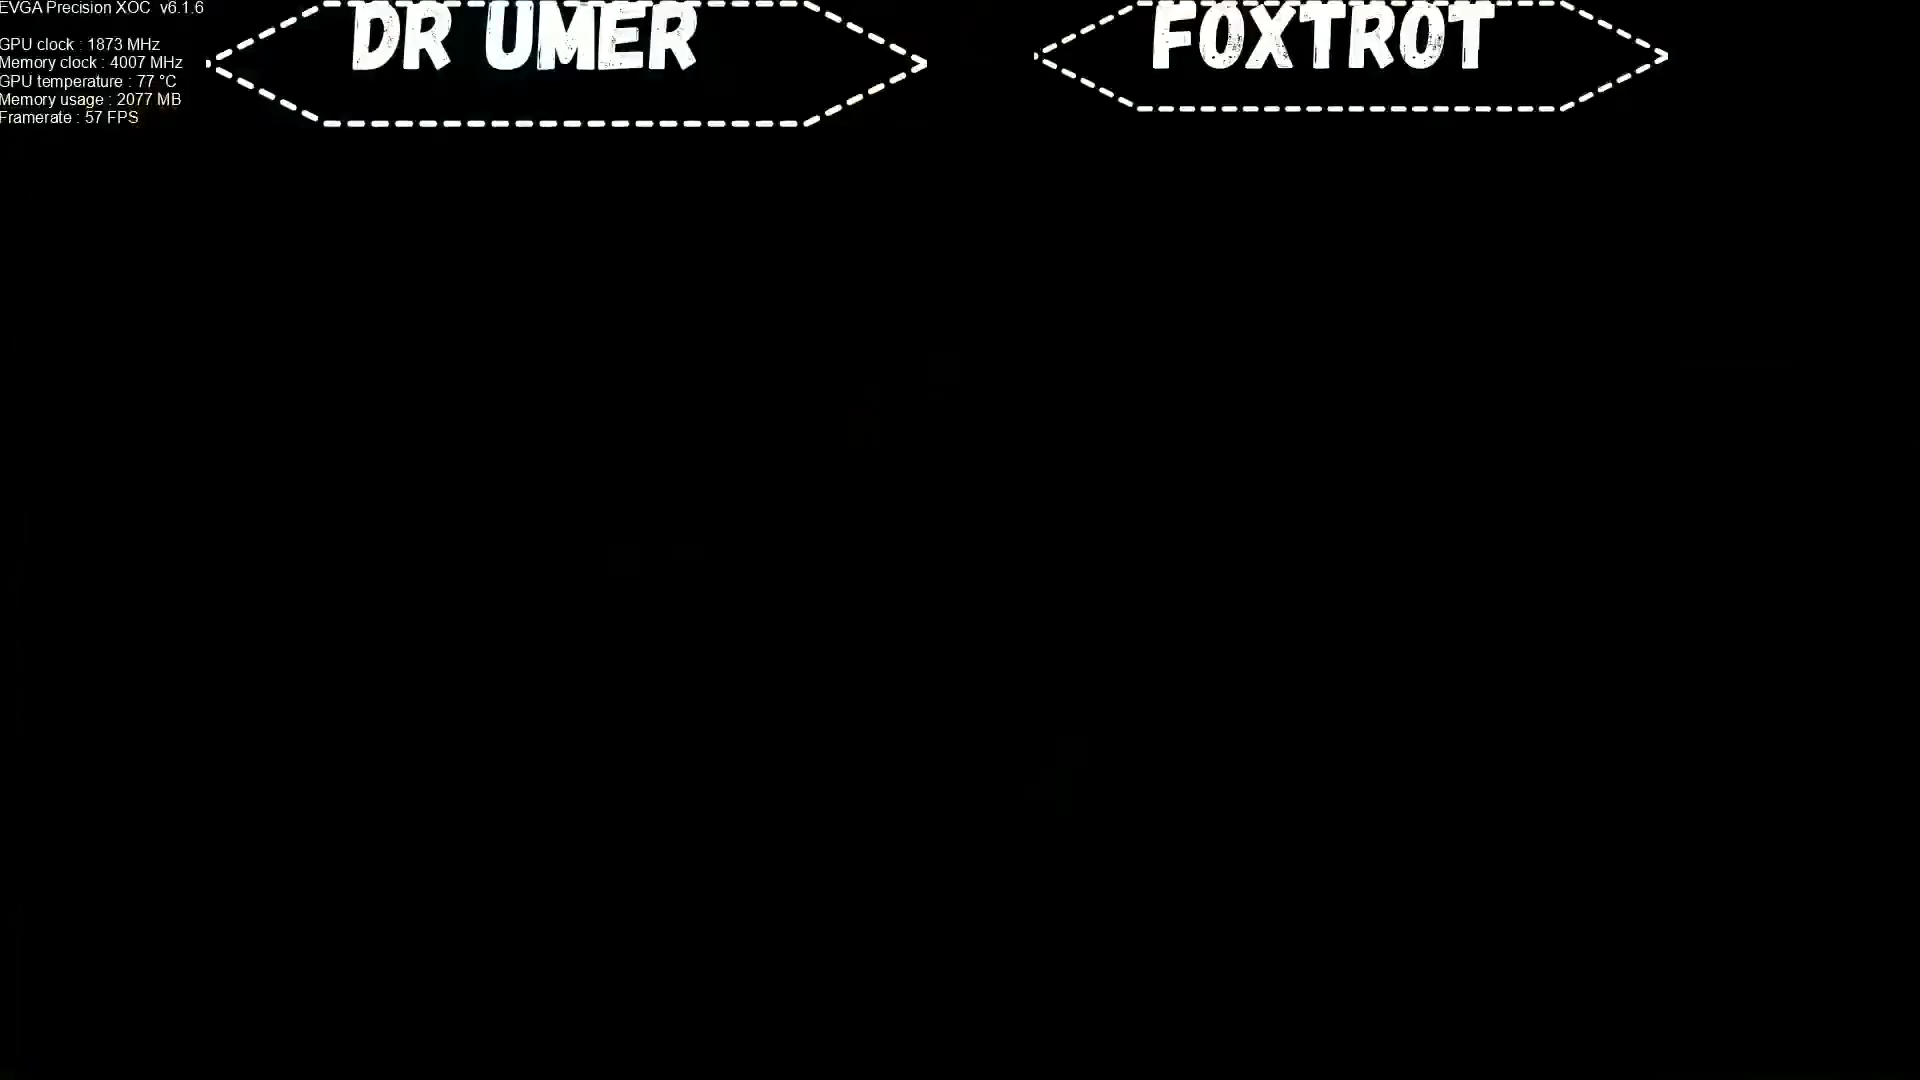 EVGA Precision XOC v6.1.6
DR UMER
FOXTROT
GPU clock : 1873 MHz
Memory clock : 4007 MHz
GPU temperature : 77 °C
Memory usage : 2077 MB
Framerate : 57 FPS